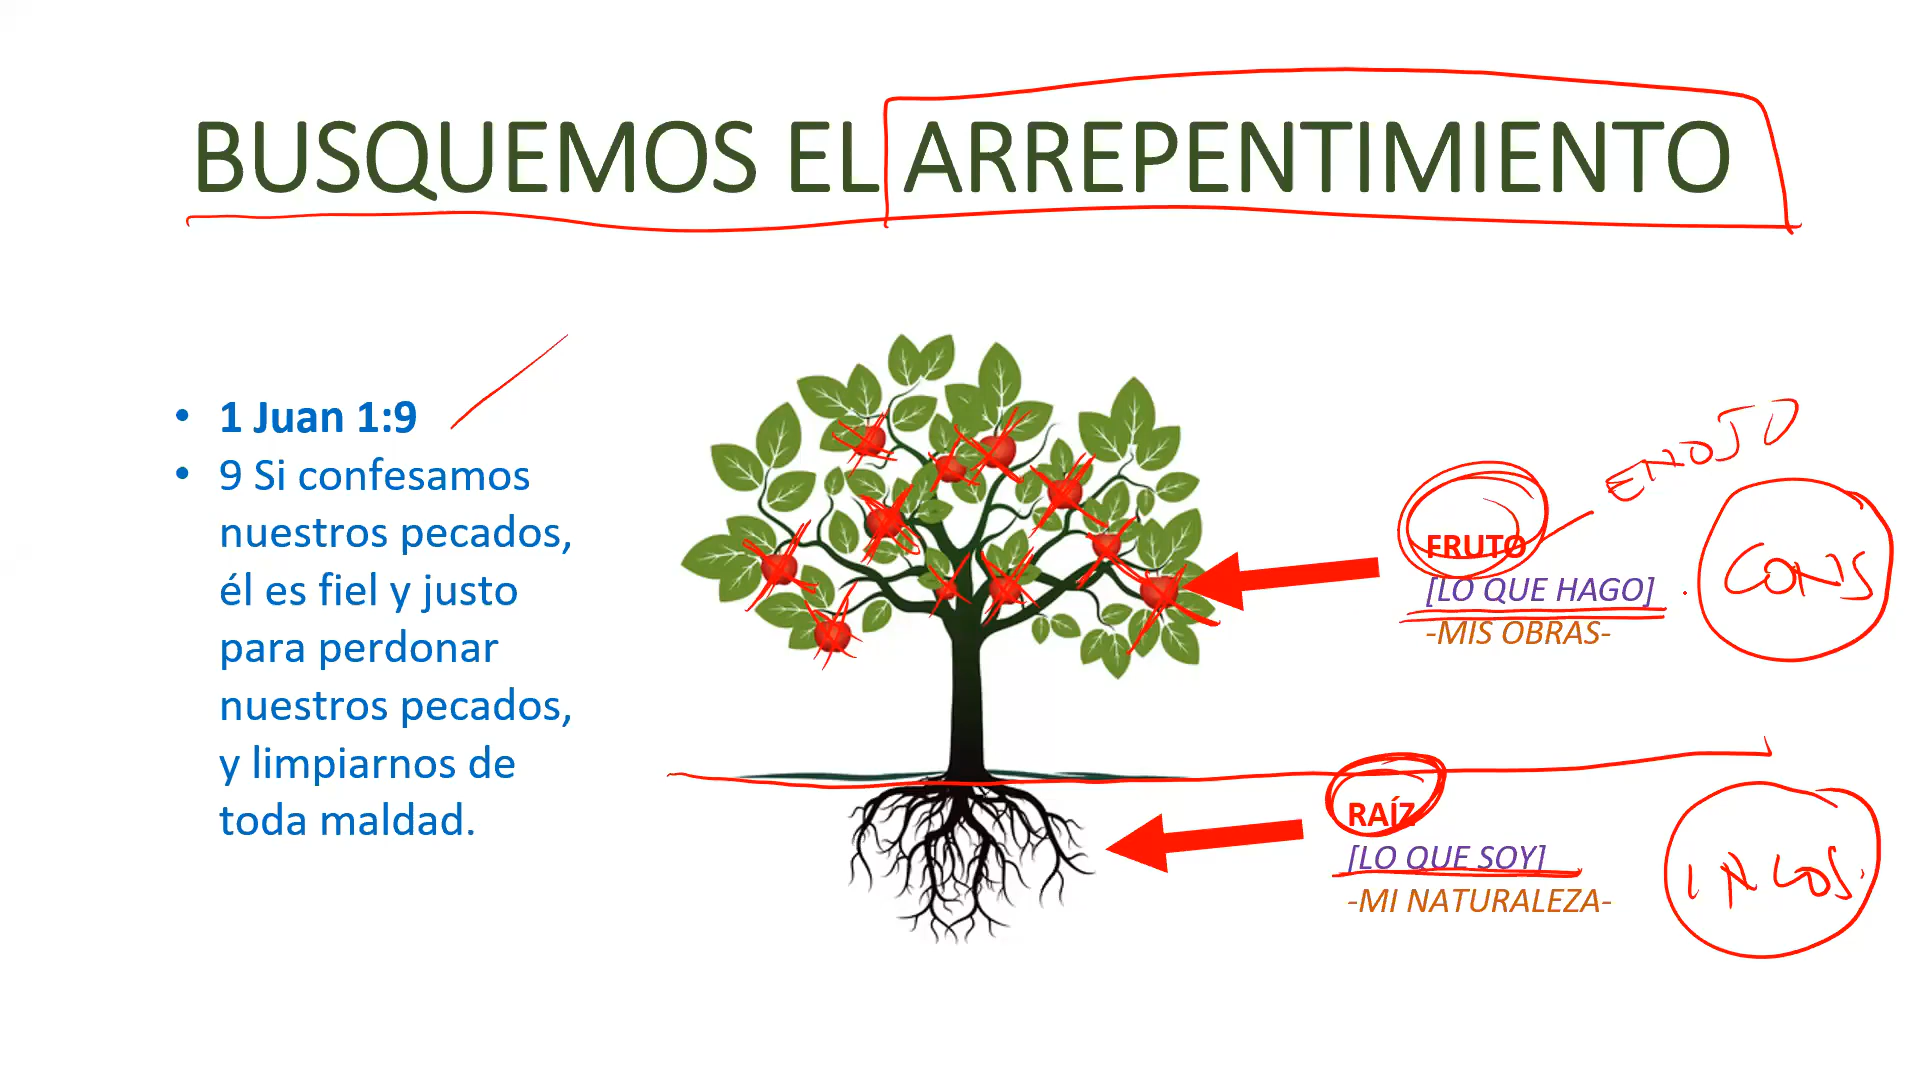 BUSQUEMOS EL ARREPENTIMIENTO
• 1 Juan 1:9
• 9 Si confesamos
nuestros pecados,
él es fiel y justo
para perdonar
nuestros pecados,
y limpiarnos de
toda maldad.
ENOJO
FRUTO
[LO QUE HAGO]
-MIS OBRAS-
CONS
RAÍZ
[LO QUE SOY]
-MI NATURALEZA-